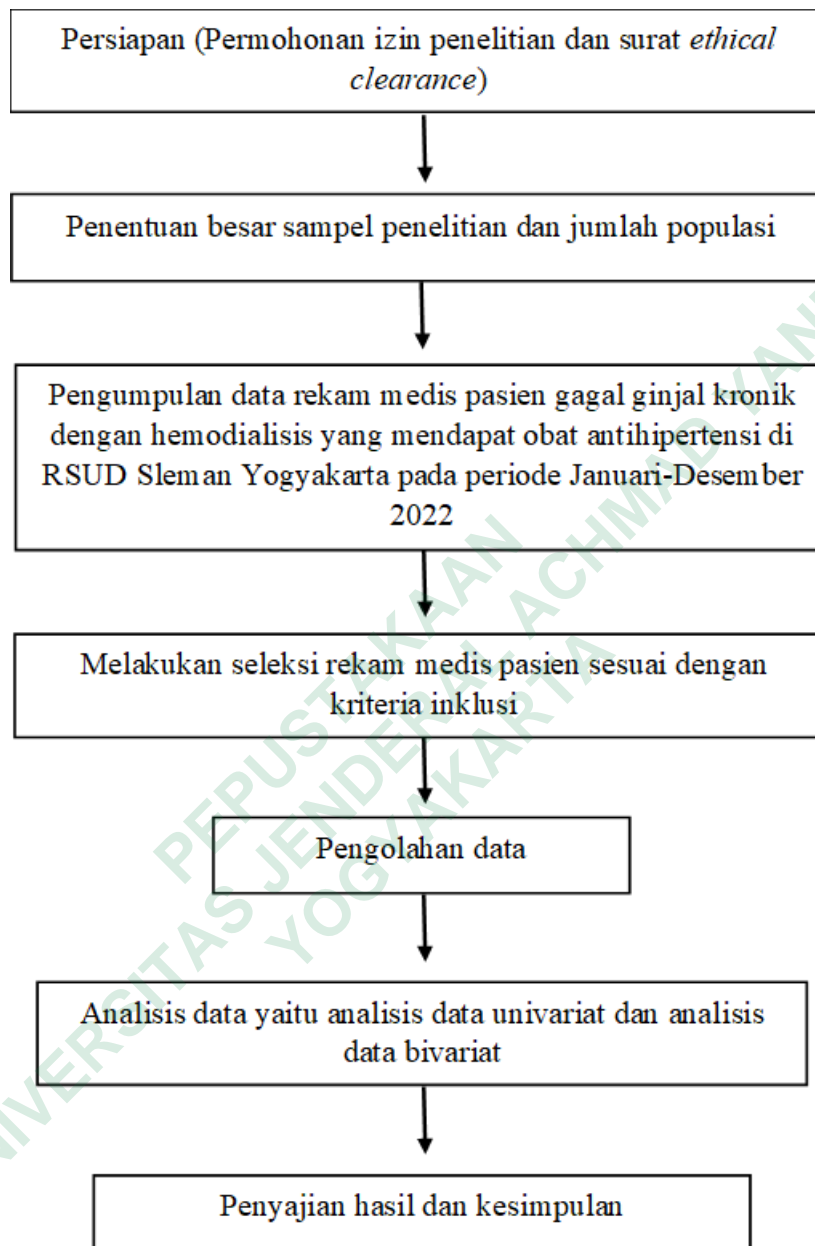 Persiapan (Permohonan izin penelitian dan surat ethical
clearance)
Penentuan besar sampel penelitian dan jumlah populasi
Pengumpulan data rekam medis pasien gagal ginjal kronik
dengan hemodialisis yang mendapat obat antihipertensi di
RSUD Sleman Yogyakarta pada periode Januari-Desember
2022
Melakukan seleksi rekam medis pasien sesuai dengan
kriteria inklusi
Pengolahan data
Analisis data yaitu analisis data univariat dan analisis
data bivariat
Penyajian hasil dan kesimpulan
PEPUSTAKAAN
UNIVERSITAS JENDERAL ACHMAD YANI
YOGYAKARTA